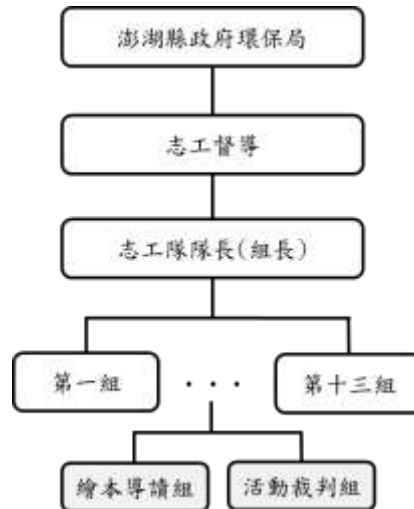 澎湖縣政府環保局
志工督導
志工隊隊長(組長)
第一組 ... 第十三組
繪本導讀組 活動裁判組